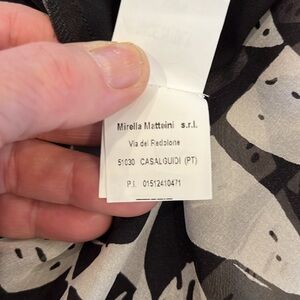 Mirella Matteini s.r.l.
Via del Redolone
51030 CASALGUIDI (PT)
P.I. 01512410471